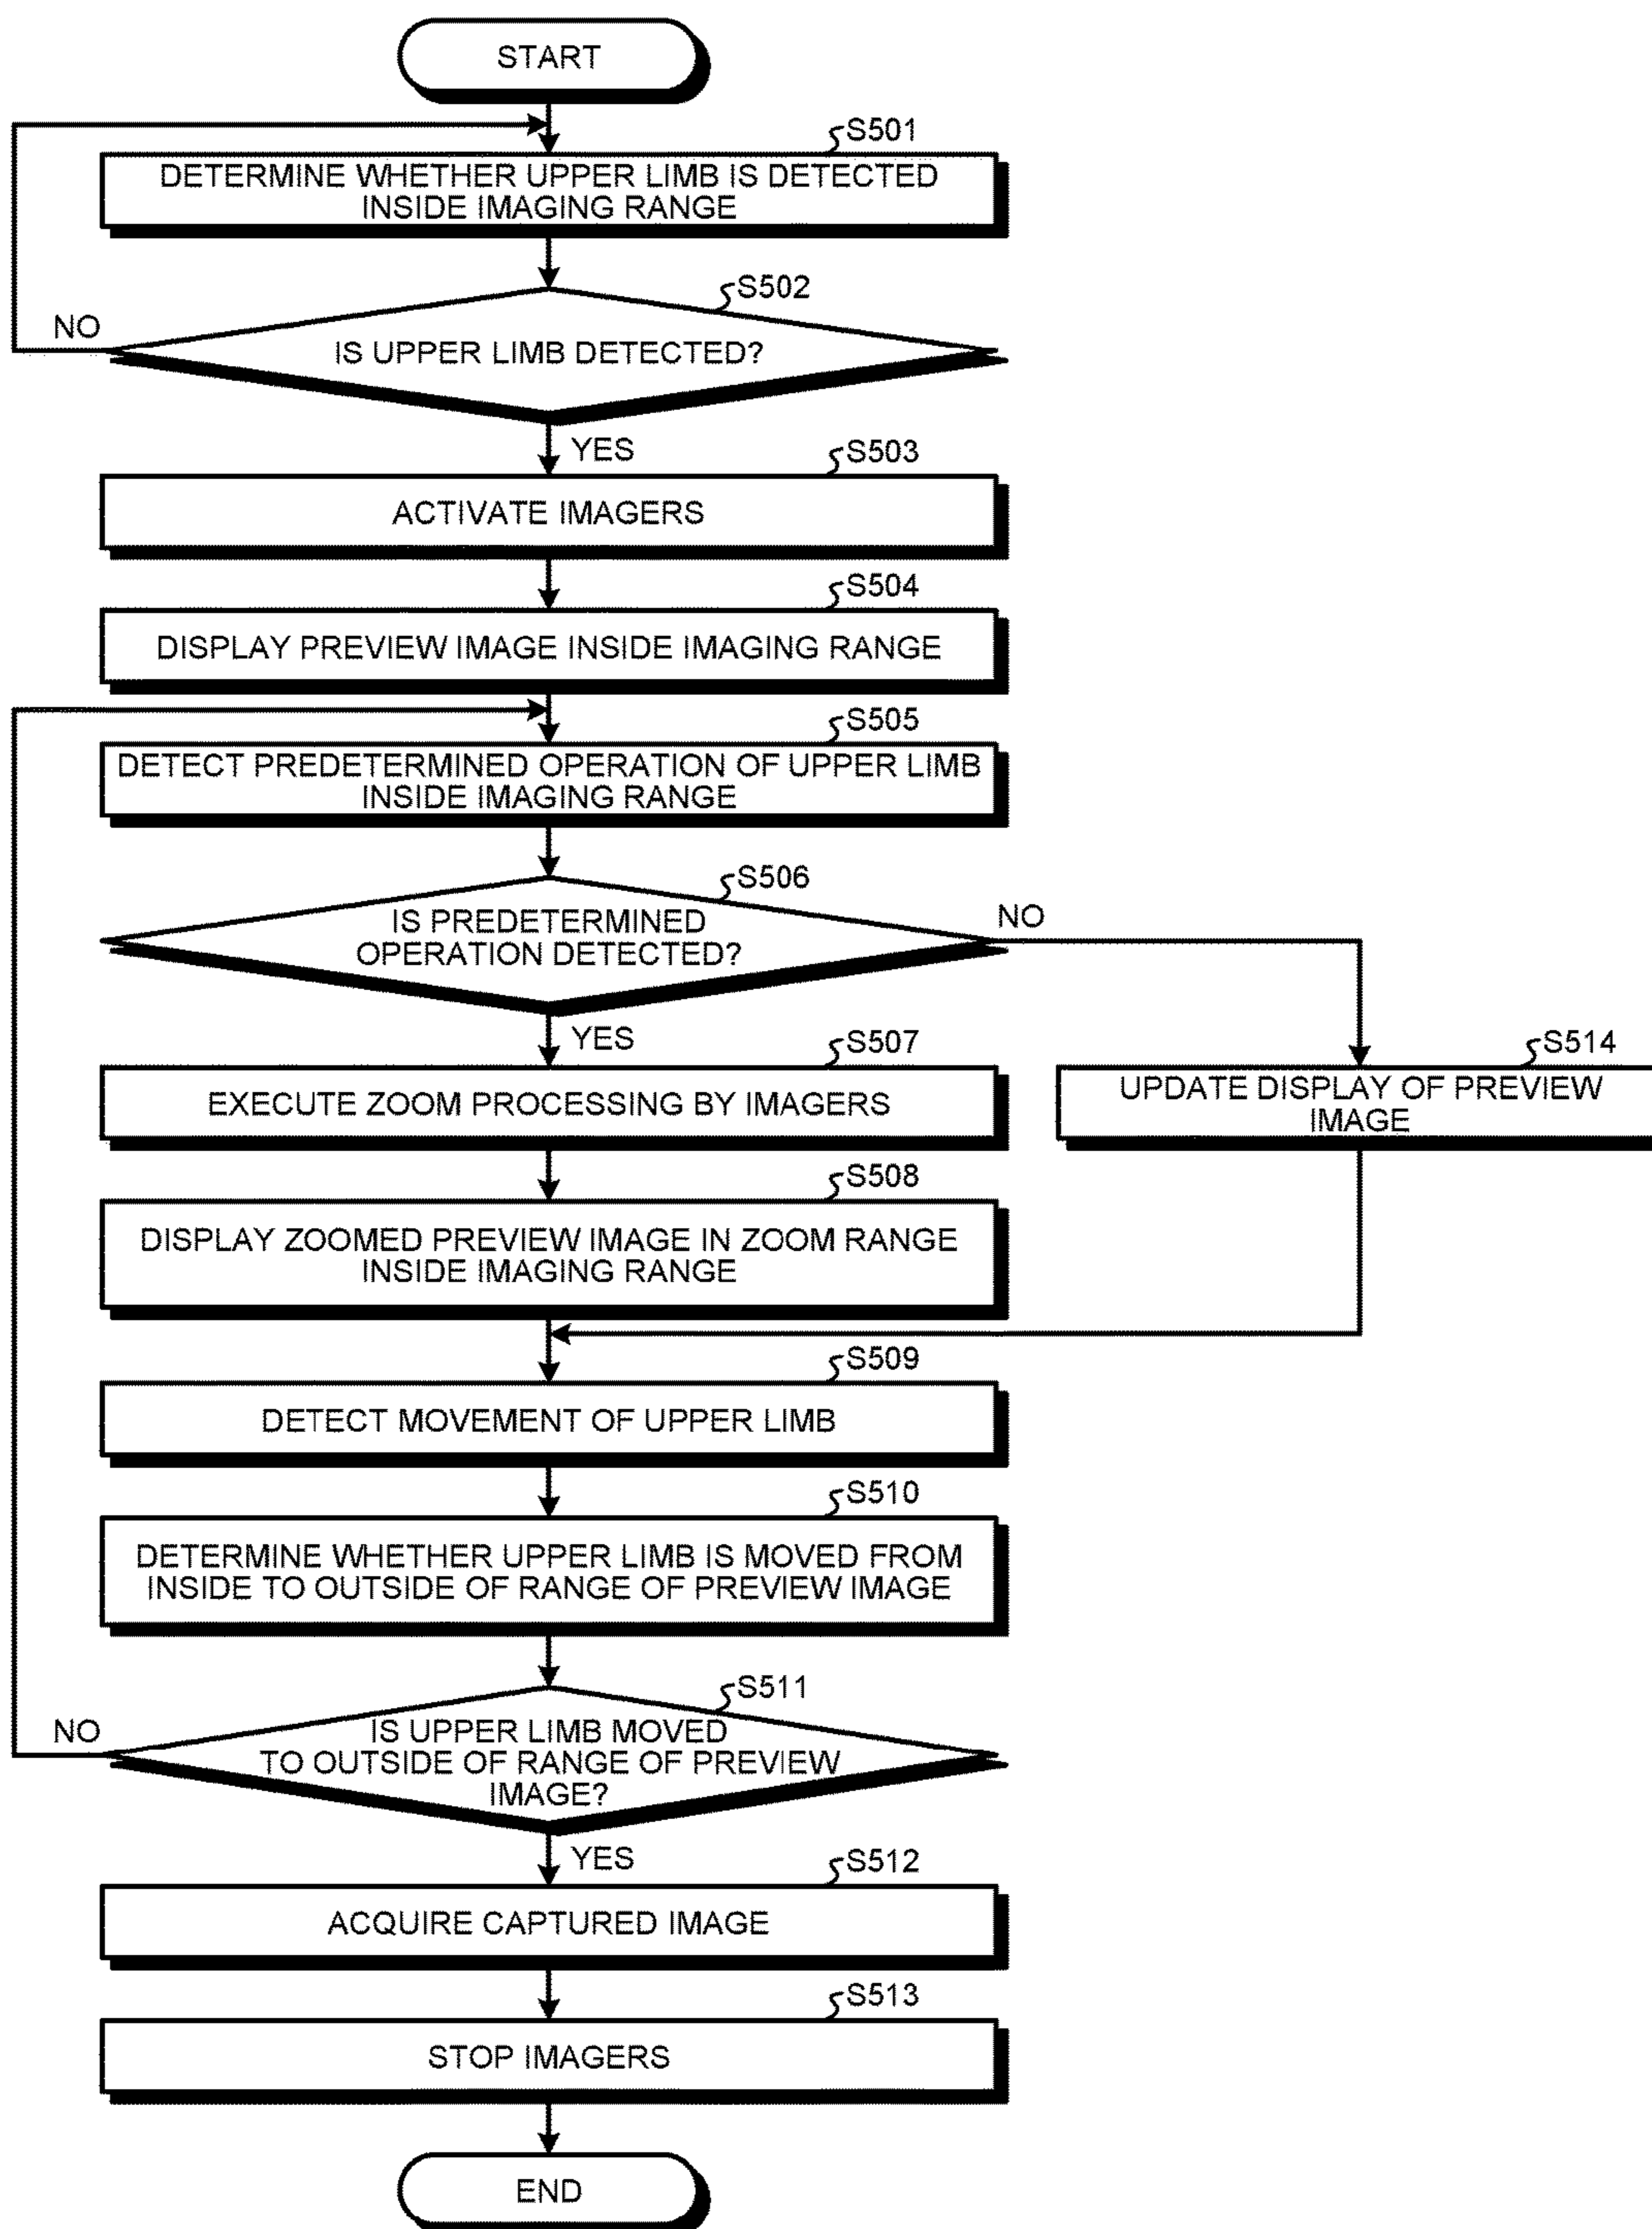 START
S501
DETERMINE WHETHER UPPER LIMB IS DETECTED
INSIDE IMAGING RANGE
S502
NO
IS UPPER LIMB DETECTED?
YES
S503
ACTIVATE IMAGERS
S504
DISPLAY PREVIEW IMAGE INSIDE IMAGING RANGE
S505
DETECT PREDETERMINED OPERATION OF UPPER LIMB
INSIDE IMAGING RANGE
S506
IS PREDETERMINED
OPERATION DETECTED?
NO
YES
S507
EXECUTE ZOOM PROCESSING BY IMAGERS
S514
UPDATE DISPLAY OF PREVIEW
IMAGE
S508
DISPLAY ZOOMED PREVIEW IMAGE IN ZOOM RANGE
INSIDE IMAGING RANGE
S509
DETECT MOVEMENT OF UPPER LIMB
S510
DETERMINE WHETHER UPPER LIMB IS MOVED FROM
INSIDE TO OUTSIDE OF RANGE OF PREVIEW IMAGE
S511
NO
IS UPPER LIMB MOVED
TO OUTSIDE OF RANGE OF PREVIEW
IMAGE?
YES
S512
ACQUIRE CAPTURED IMAGE
S513
STOP IMAGERS
END